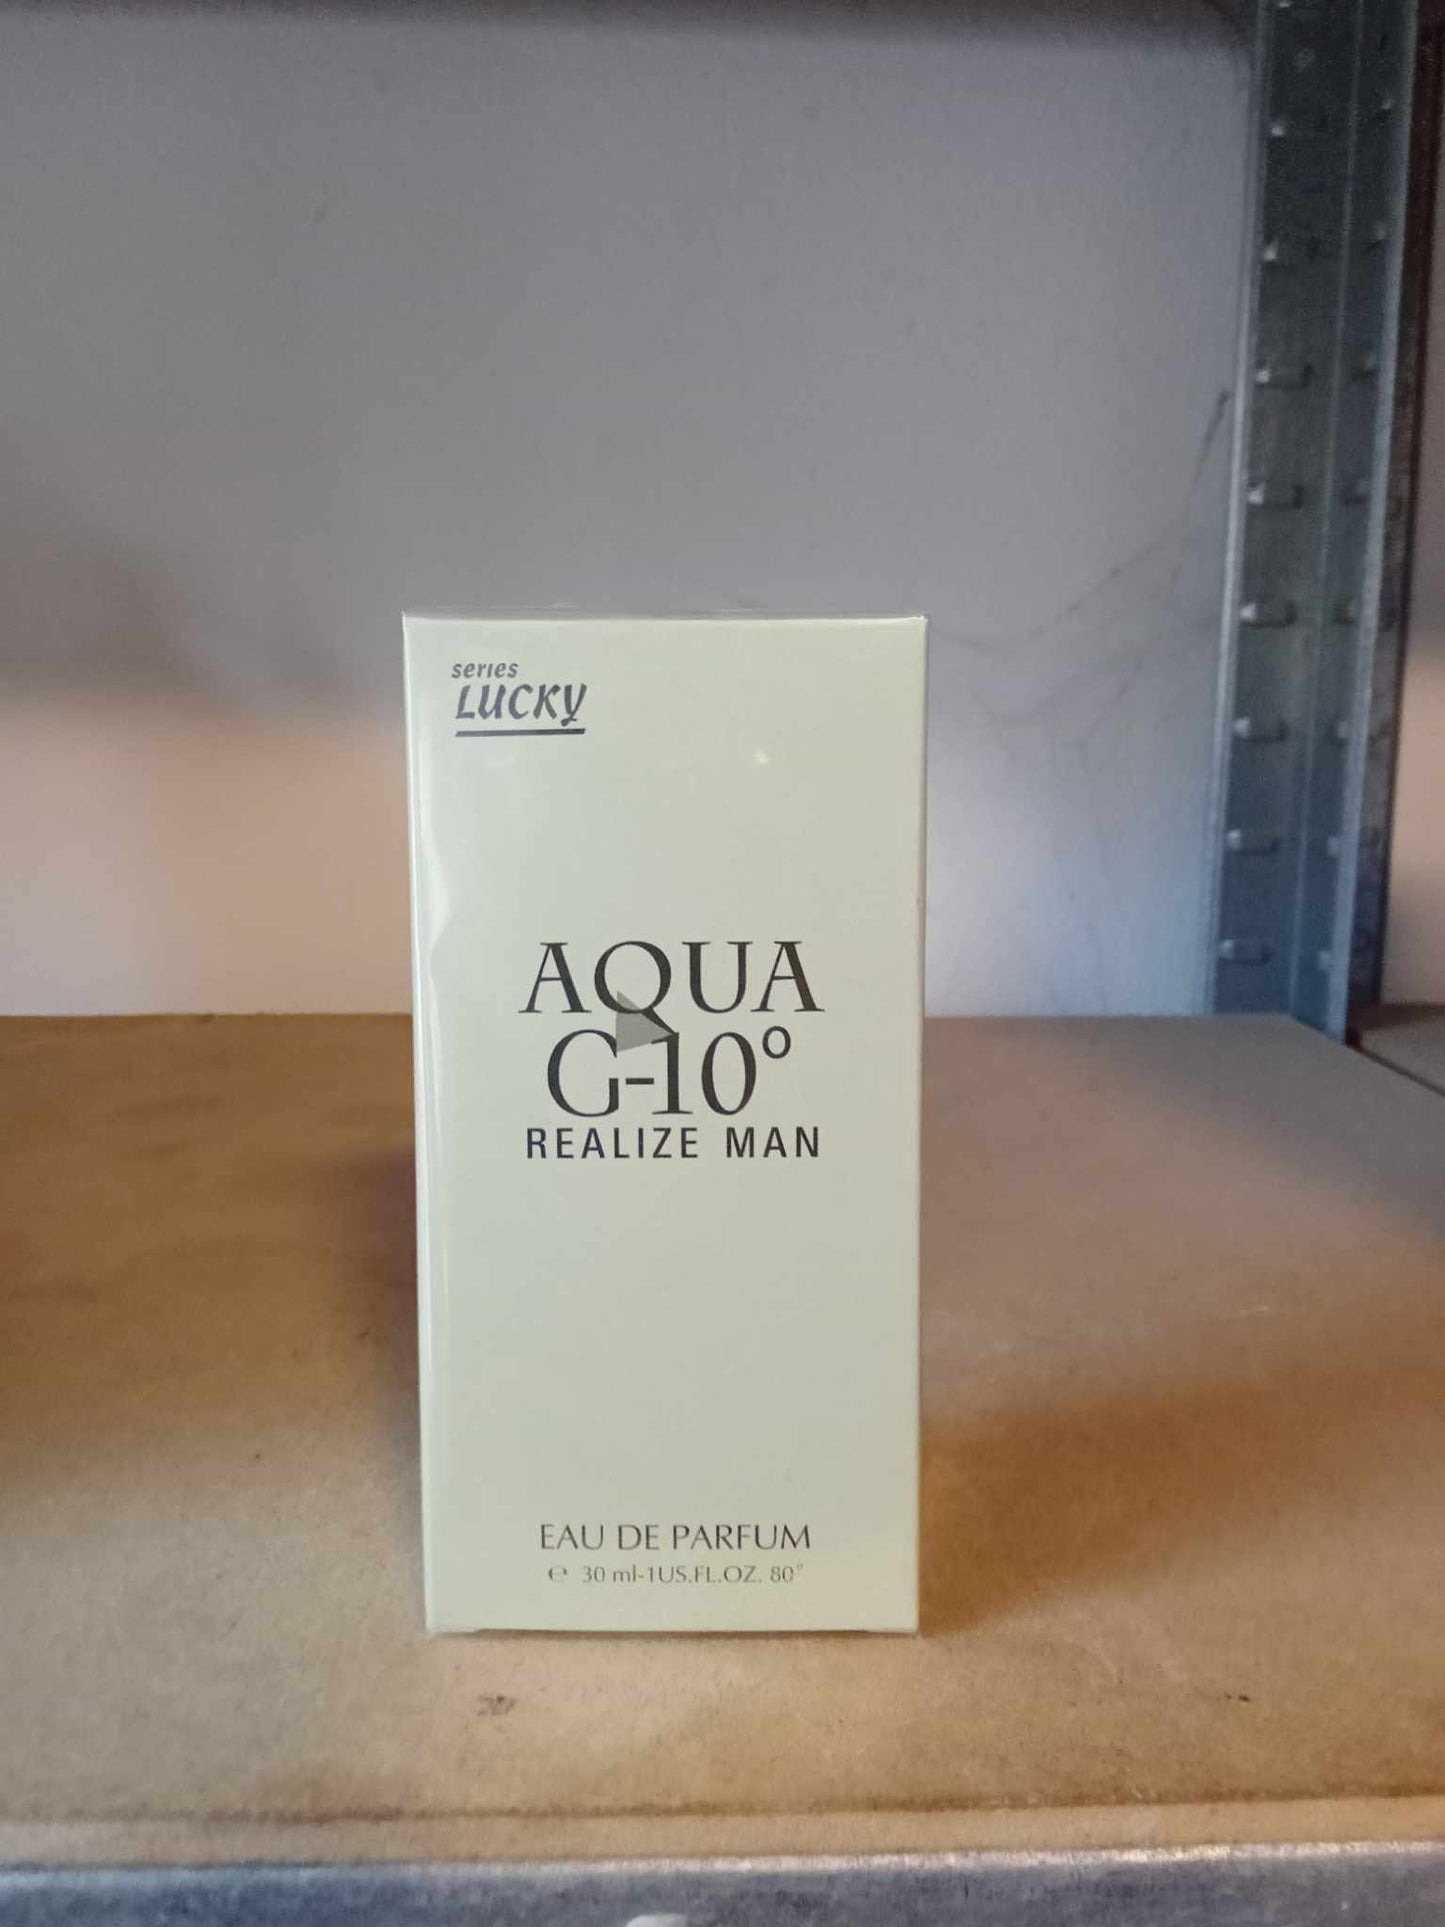 series
LUCKY
AQUA
G-10°
REALIZE MAN
EAU DE PARFUM
℮ 30 ml-1US.FL.OZ. 80°